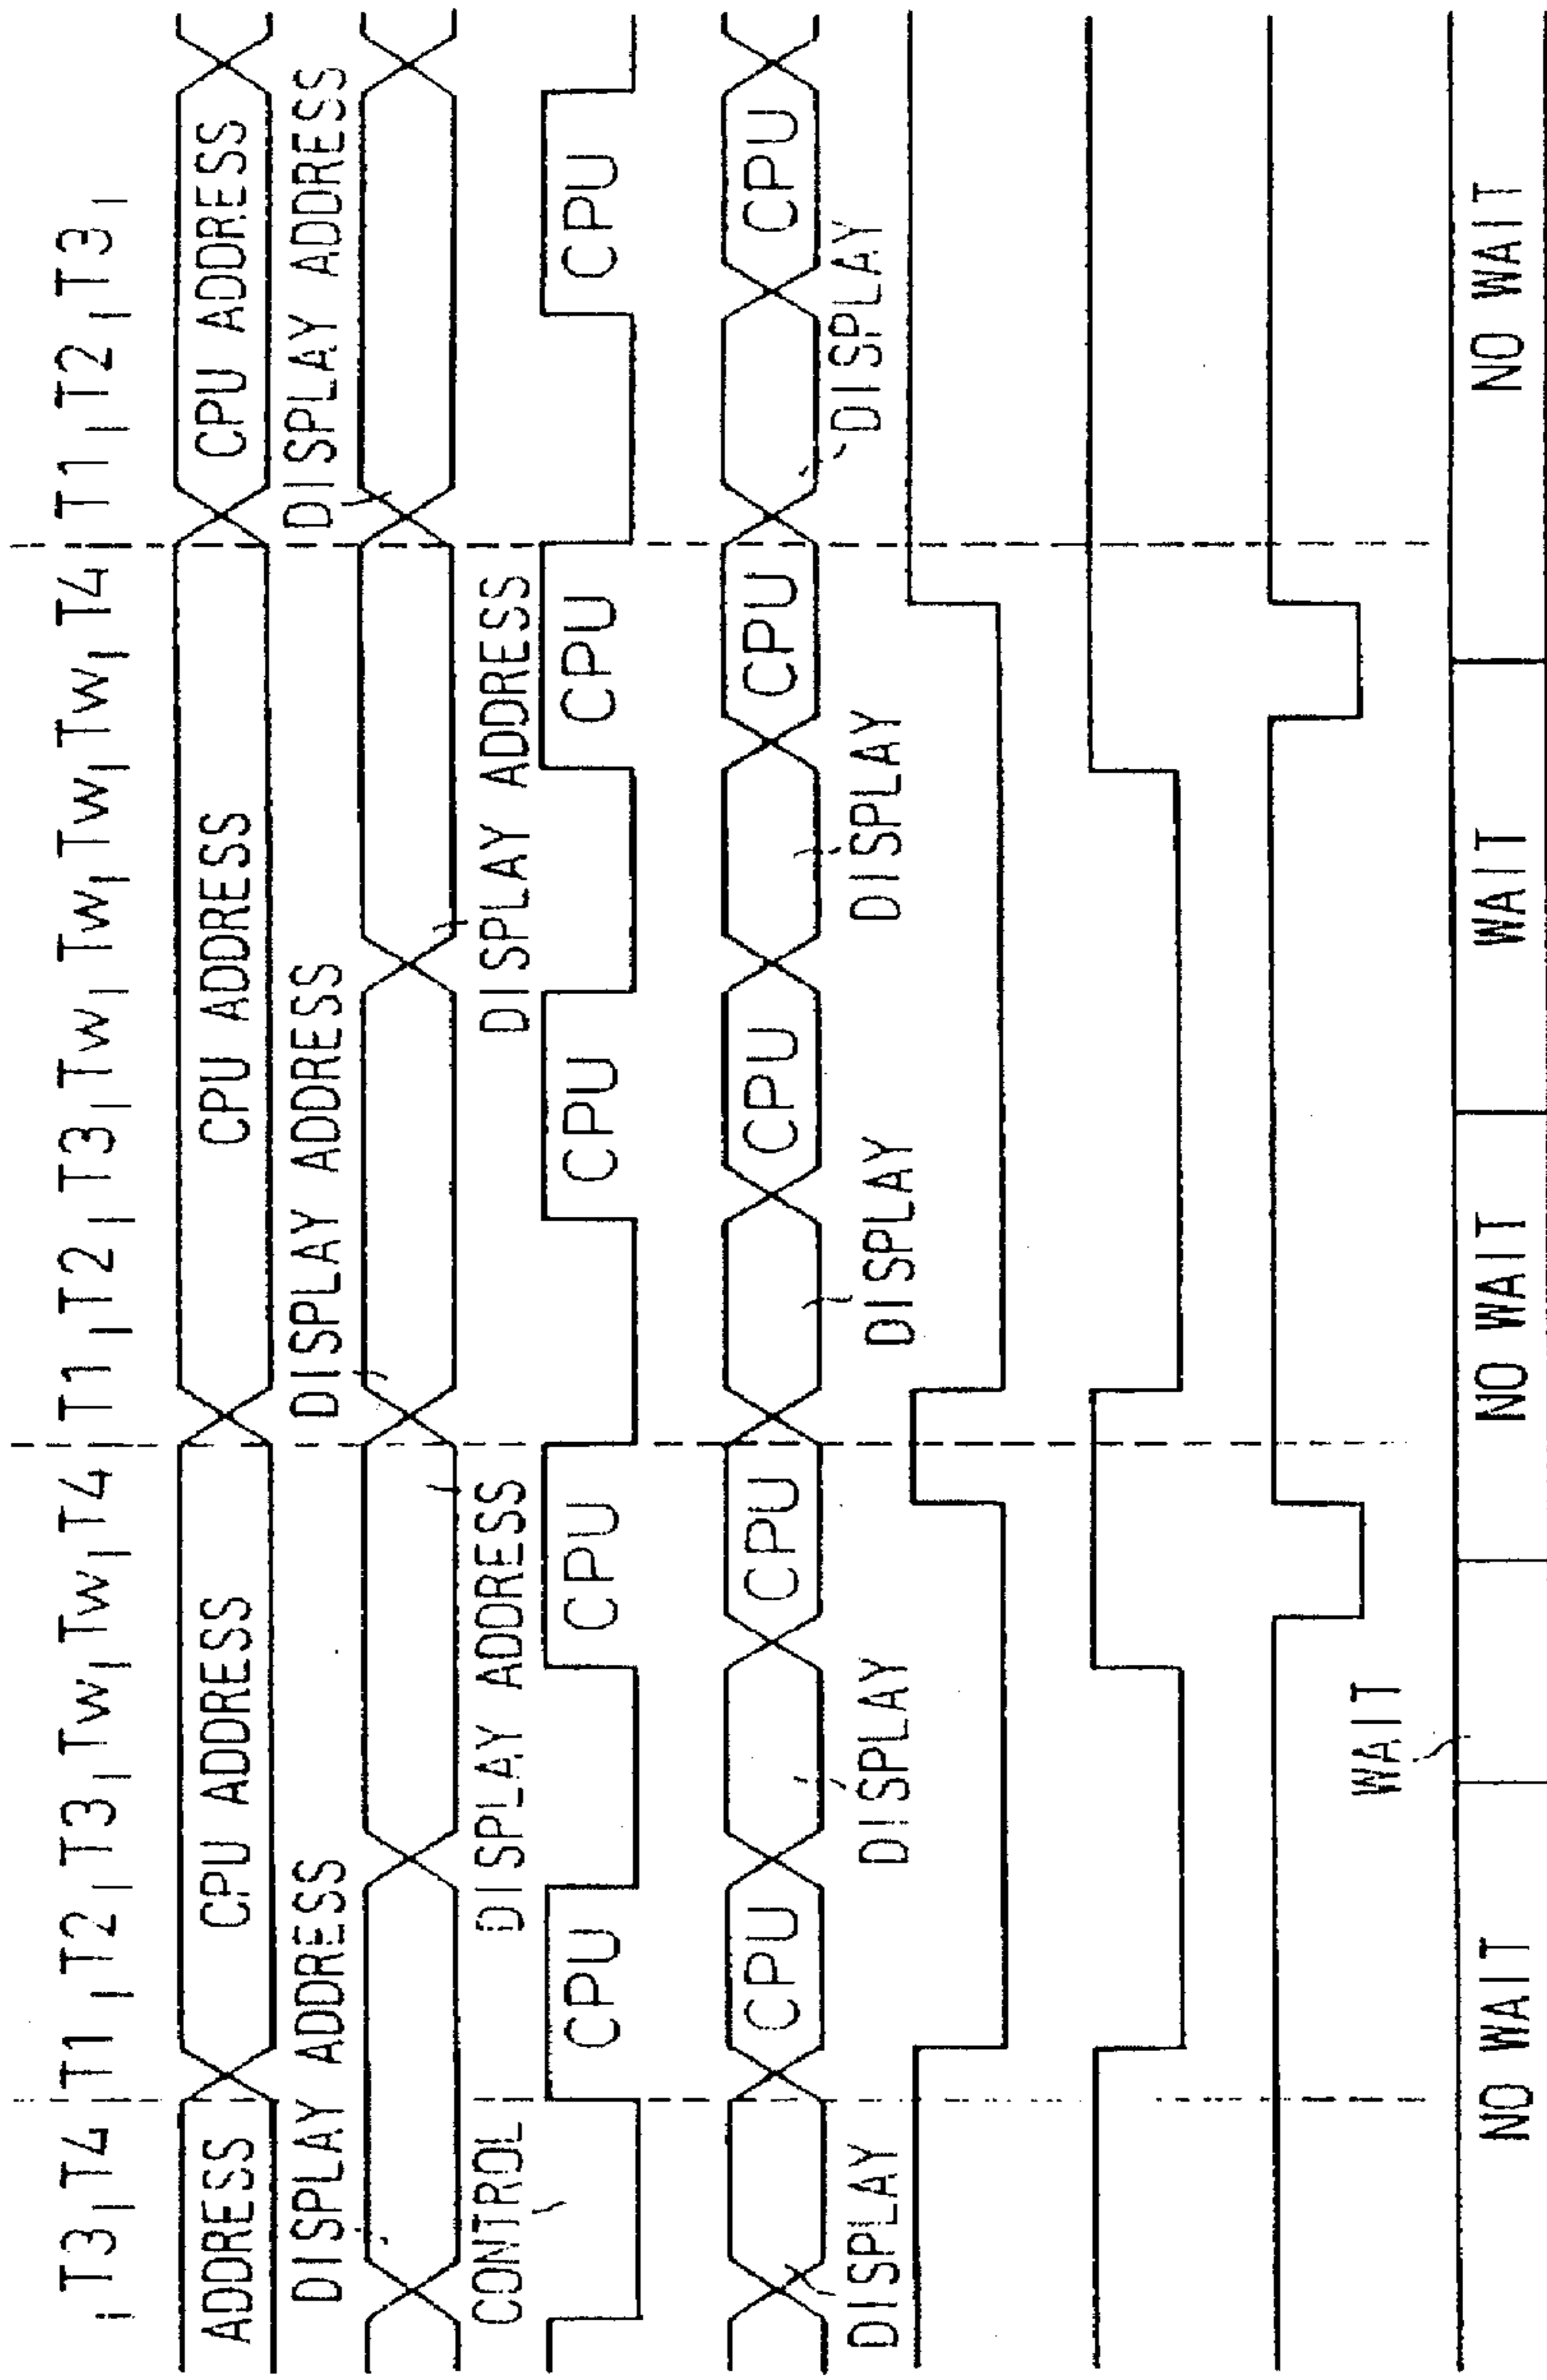 T3 T4 T1 T2 T3 Tw Tw T4 T1 T2 T3 Tw Tw Tw Tw T4 T1 T2 T3
ADDRESS CPU ADDRESS CPU ADDRESS CPU ADDRESS
DISPLAY ADDRESS DISPLAY ADDRESS DISPLAY ADDRESS
CONTROL DISPLAY ADDRESS DISPLAY ADDRESS
CPU CPU CPU CPU CPU
CPU CPU CPU CPU CPU
DISPLAY DISPLAY DISPLAY DISPLAY DISPLAY
WAIT
NO WAIT NO WAIT WAIT NO WAIT